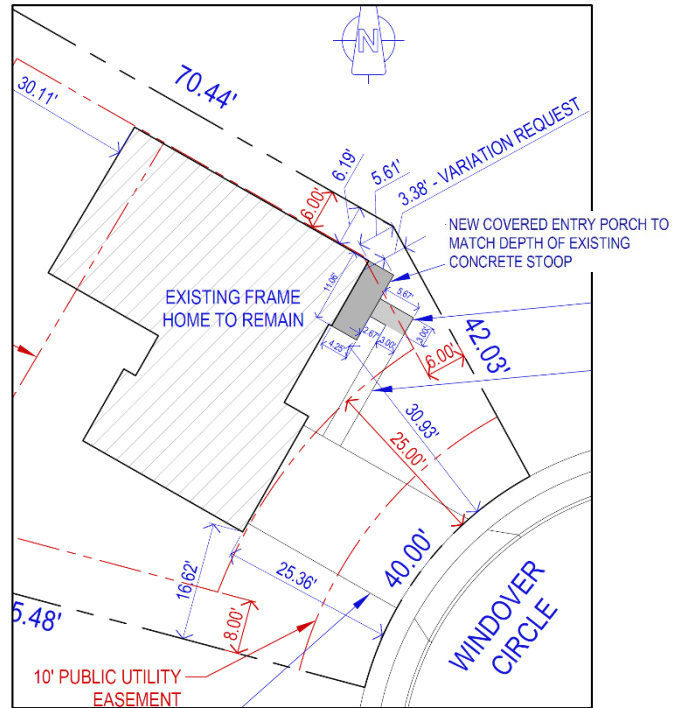 N
70.44'
30.11'
6.19'
5.61'
3.38' - VARIATION REQUEST
6.00'
NEW COVERED ENTRY PORCH TO
MATCH DEPTH OF EXISTING
CONCRETE STOOP
11.06'
EXISTING FRAME
HOME TO REMAIN
5.67'
2.67'
3.00'
3.00'
4.25'
42.03'
6.00'
30.93'
25.00'
40.00'
25.36'
16.62'
8.00'
5.48'
WINDOVER
CIRCLE
10' PUBLIC UTILITY
EASEMENT